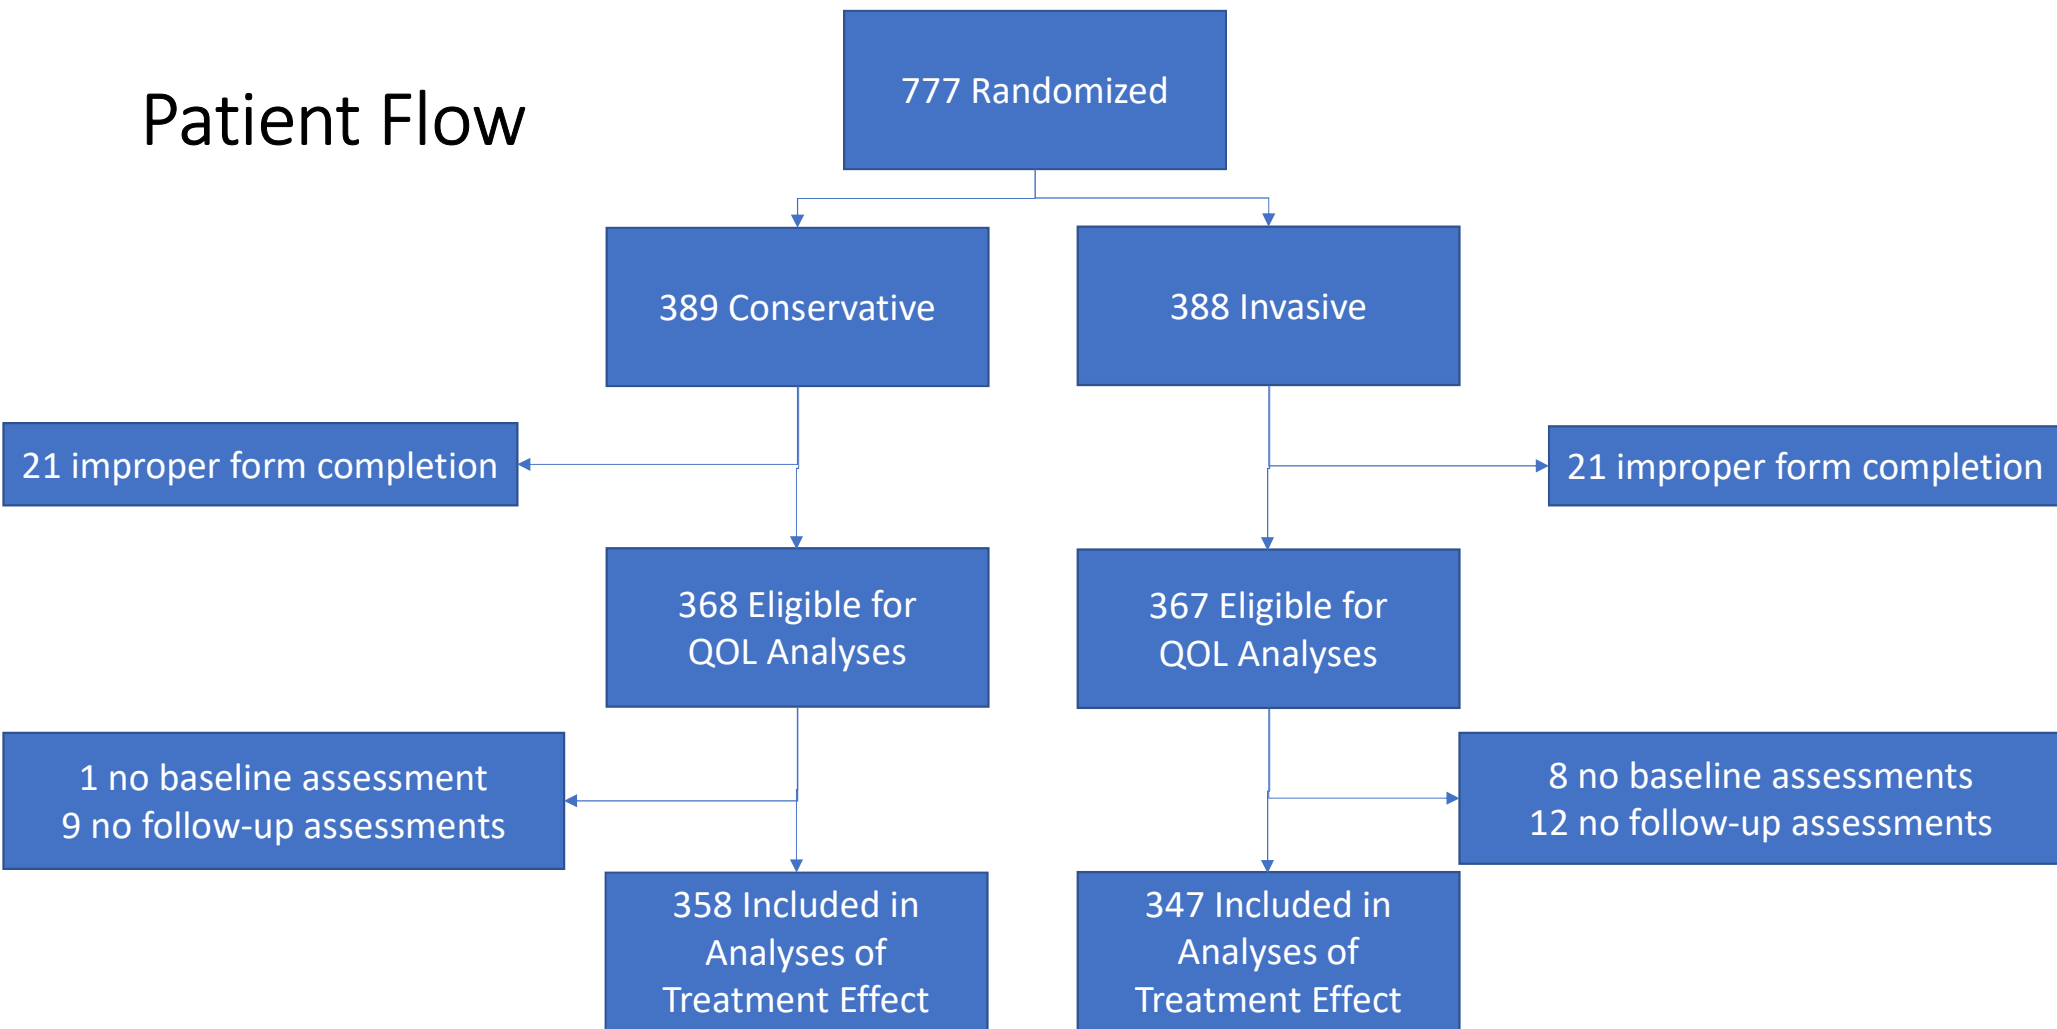 Patient Flow
777 Randomized
389 Conservative
388 Invasive
21 improper form completion
21 improper form completion
368 Eligible for
QOL Analyses
367 Eligible for
QOL Analyses
1 no baseline assessment
9 no follow-up assessments
8 no baseline assessments
12 no follow-up assessments
358 Included in
Analyses of
Treatment Effect
347 Included in
Analyses of
Treatment Effect